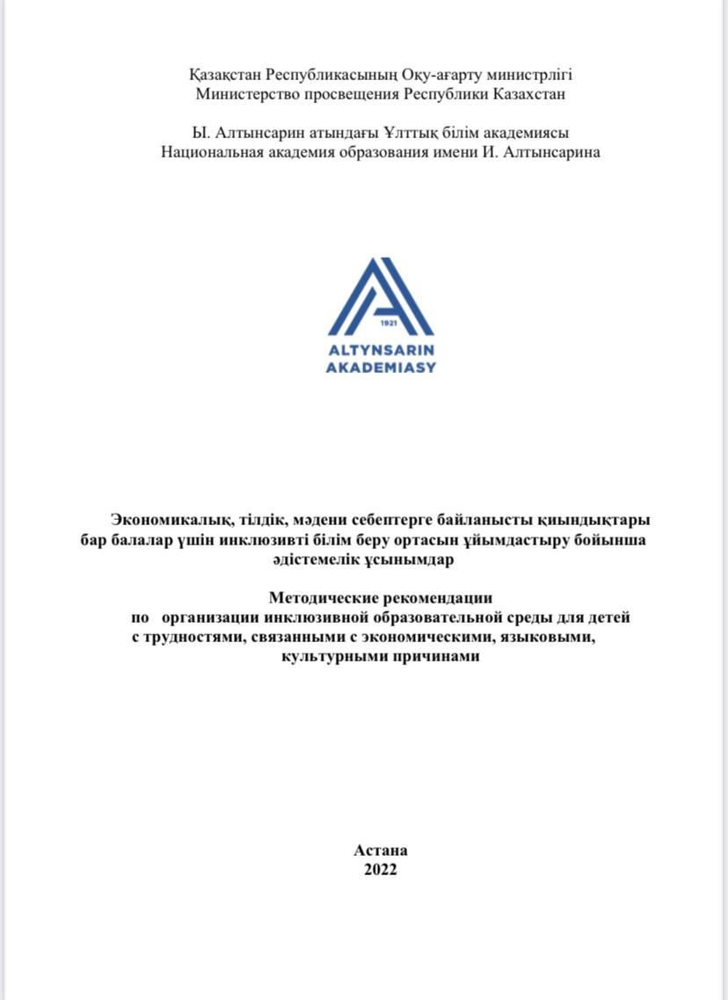 Қазақстан Республикасының Оқу-ағарту министрлігі
Министерство просвещения Республики Казахстан
Ы. Алтынсарин атындағы Ұлттық білім академиясы
Национальная академия образования имени И. Алтынсарина
1921
ALTYNSARIN
AKADEMIASY
Экономикалық, тілдік, мәдени себептерге байланысты қиындықтары
бар балалар үшін инклюзивті білім беру ортасын ұйымдастыру бойынша
әдістемелік ұсынымдар
Методические рекомендации
по организации инклюзивной образовательной среды для детей
с трудностями, связанными с экономическими, языковыми,
культурными причинами
Астана
2022